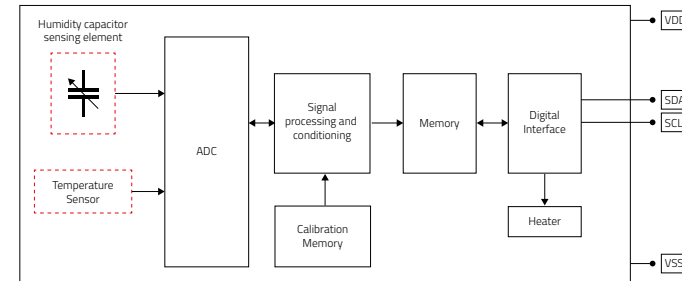 Humidity capacitor
sensing element
Temperature
Sensor
ADC
Signal
processing and
conditioning
Calibration
Memory
Memory
Digital
Interface
Heater
VDD
SDA
SCL
VSS